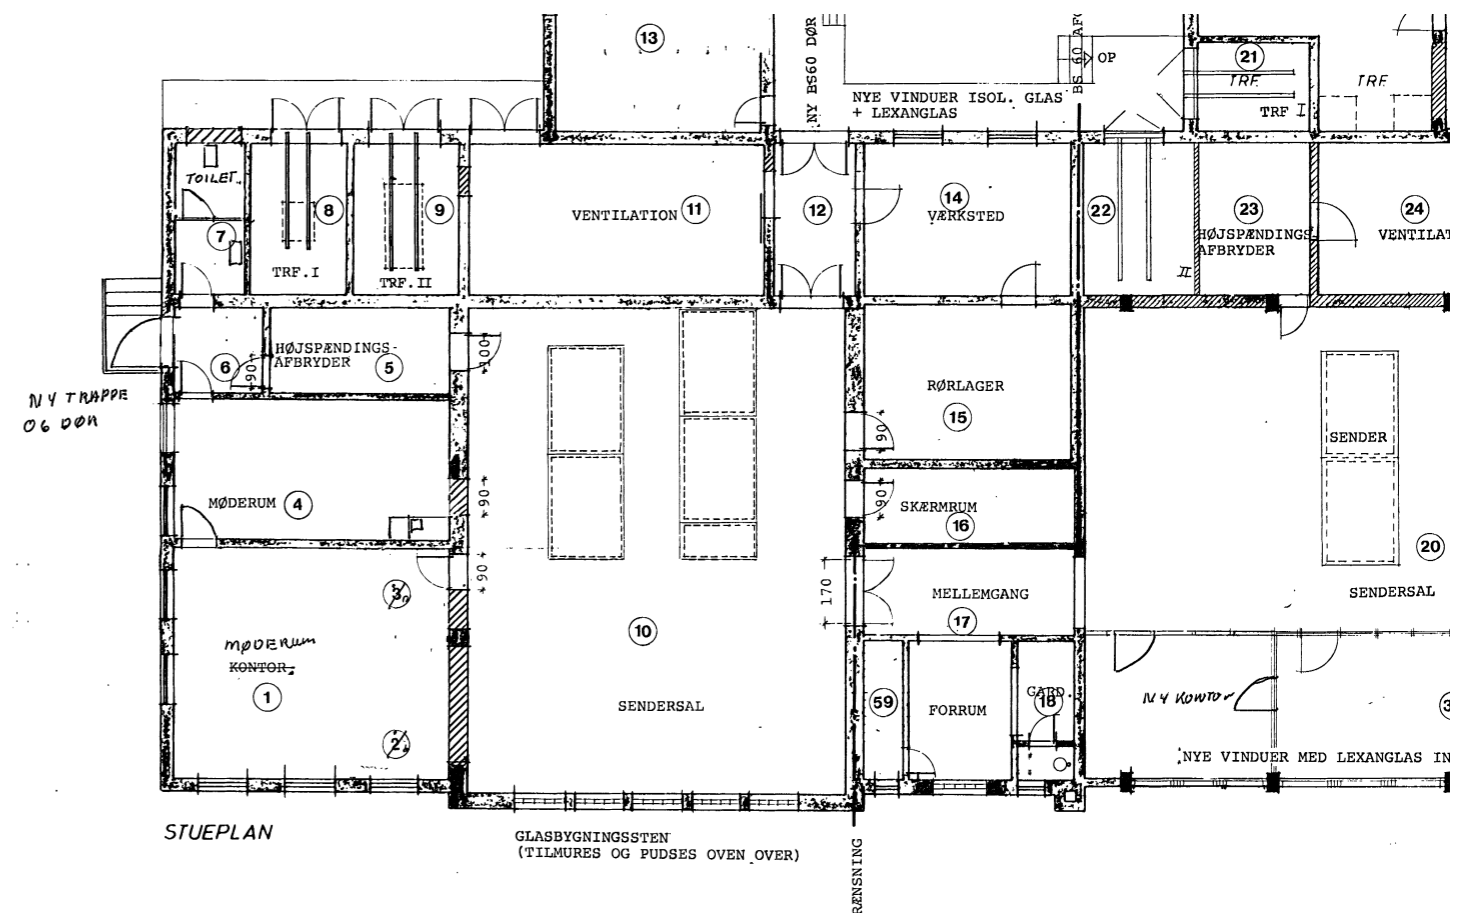 13
NY BS60 DØR
NYE VINDUER ISOL. GLAS
+ LEXANGLAS
OP
21
TRF.
TRF I
TRF.
TOILET.
7
8
TRF.I
9
TRF.II
VENTILATION 11
12
14
VÆRKSTED
22
II
23
HØJSPÆNDINGS
AFBRYDER
24
VENTILAT
NY TRAPPE
OG DØR
6
90
HØJSPÆNDINGS-
AFBRYDER 5
100
RØRLAGER
15
90
SENDER
MØDERUM 4
90
90
SKÆRMRUM
16
20
SENDERSAL
3
90
170
MELLEMGANG
17
MØDERUM
KONTOR.
1
2
10
SENDERSAL
59
FORRUM
GARD.
18
NY KONTOR
3
NYE VINDUER MED LEXANGLAS IN
STUEPLAN
GLASBYGNINGSSTEN
(TILMURES OG PUDSES OVEN OVER)
RÆNSNING
BS 60 AF